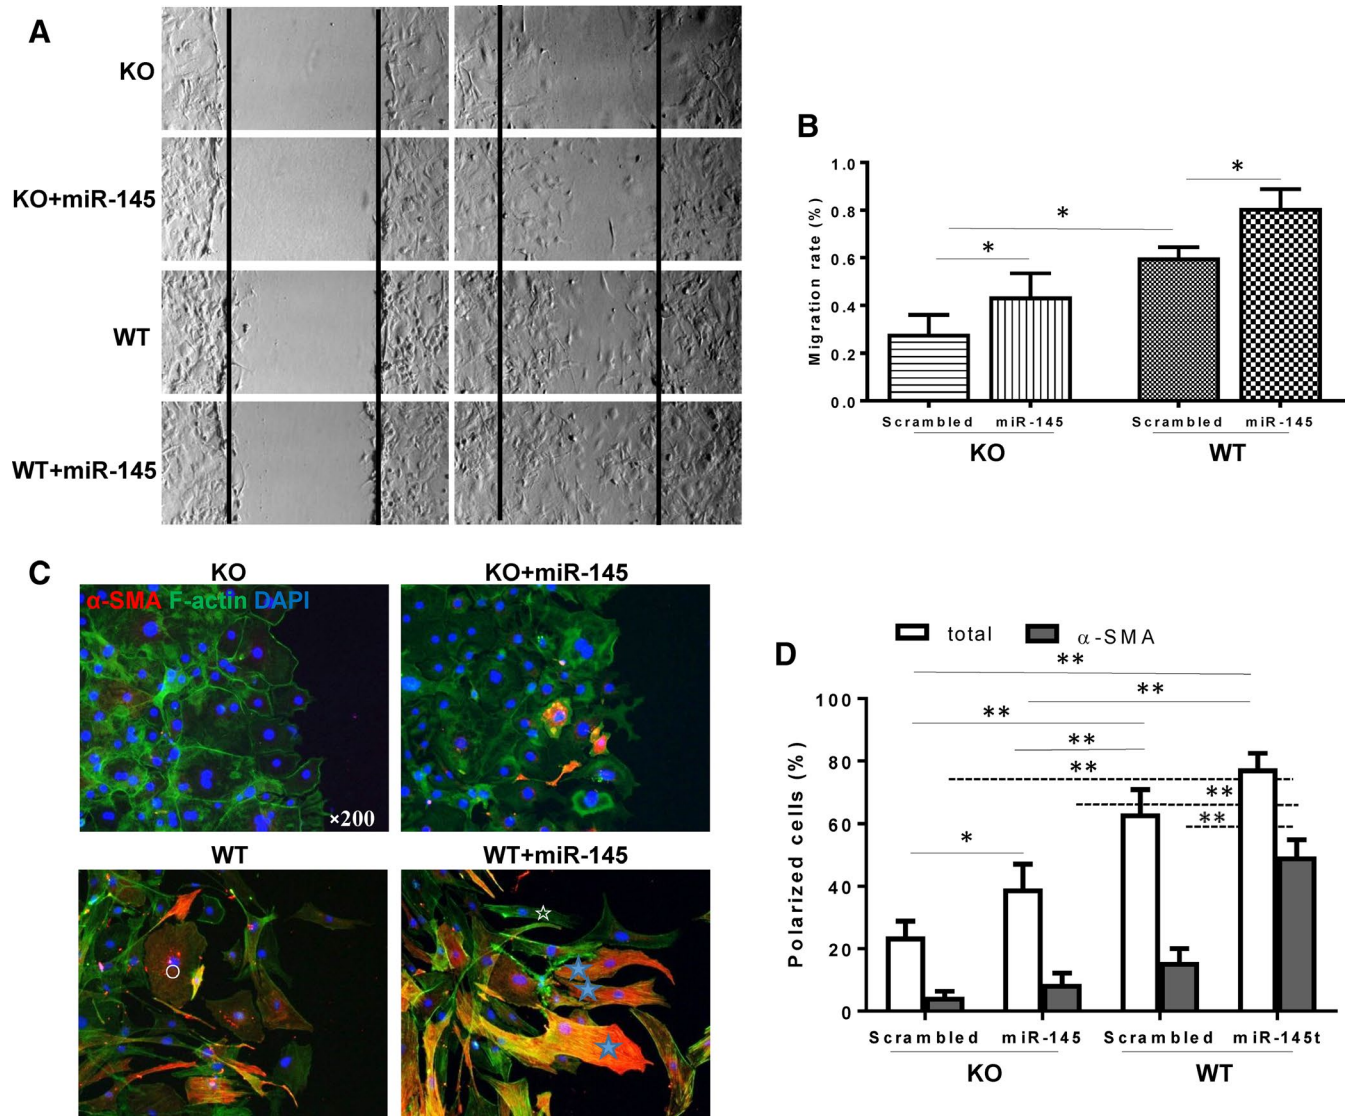 A
KO
KO+miR-145
WT
WT+miR-145
B
Migration rate (%)
1.0
0.8
0.6
0.4
0.2
0.0
*
*
*
Scrambled miR-145 Scrambled miR-145
KO WT
C
KO KO+miR-145
α-SMA F-actin DAPI
×200
WT WT+miR-145
D
total α-SMA
Polarized cells (%)
100
80
60
40
20
0
**
**
**
**
**
**
**
*
Scrambled miR-145 Scrambled miR-145t
KO WT